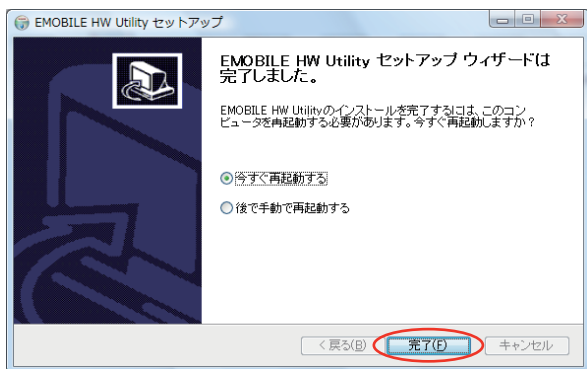 EMOBILE HW Utility セットアップ
EMOBILE HW Utility セットアップ ウィザードは
完了しました。
EMOBILE HW Utilityのインストールを完了するには、このコン
ピュータを再起動する必要があります。今すぐ再起動しますか？
今すぐ再起動する
後で手動で再起動する
< 戻る(B) 完了(F) キャンセル